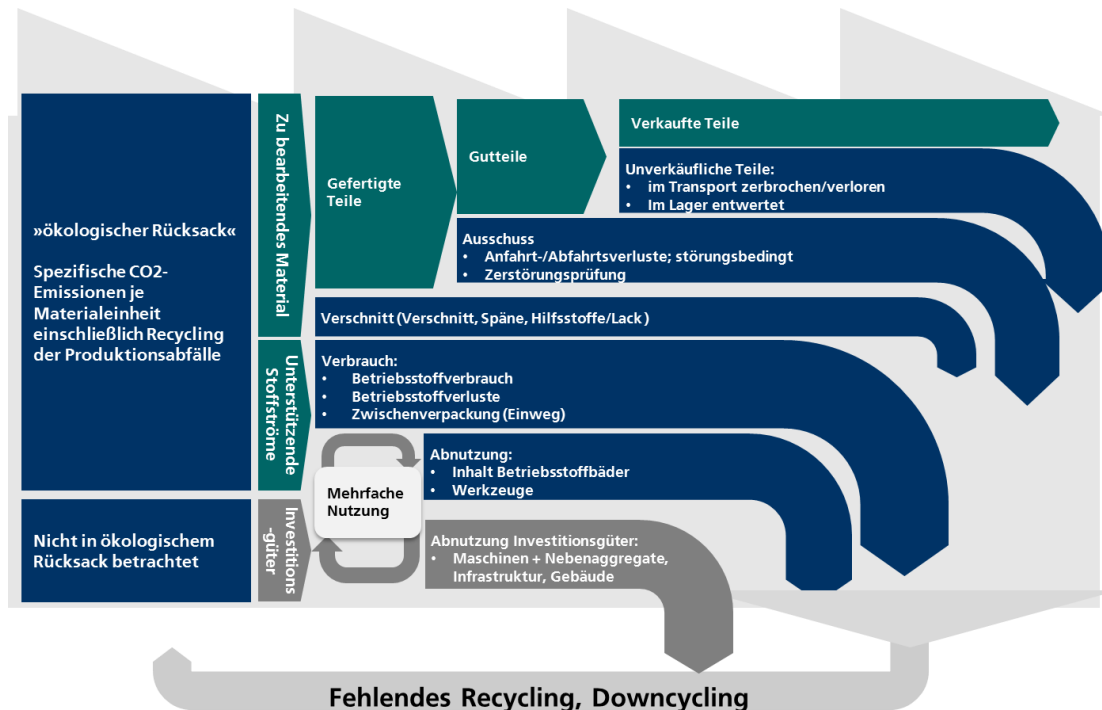 »ökologischer Rücksack«
Spezifische CO2-
Emissionen je
Materialeinheit
einschließlich Recycling
der Produktionsabfälle
Nicht in ökologischem
Rücksack betrachtet
Zu bearbeitendes Material
Unterstützende
Stoffströme
Investitions
-güter
Gefertigte
Teile
Gutteile
Verkaufte Teile
Unverkäufliche Teile:
• im Transport zerbrochen/verloren
• Im Lager entwertet
Ausschuss
• Anfahrt-/Abfahrtsverluste; störungsbedingt
• Zerstörungsprüfung
Verschnitt (Verschnitt, Späne, Hilfsstoffe/Lack )
Verbrauch:
• Betriebsstoffverbrauch
• Betriebsstoffverluste
• Zwischenverpackung (Einweg)
Mehrfache
Nutzung
Abnutzung:
• Inhalt Betriebsstoffbäder
• Werkzeuge
Abnutzung Investitionsgüter:
• Maschinen + Nebenaggregate,
Infrastruktur, Gebäude
Fehlendes Recycling, Downcycling